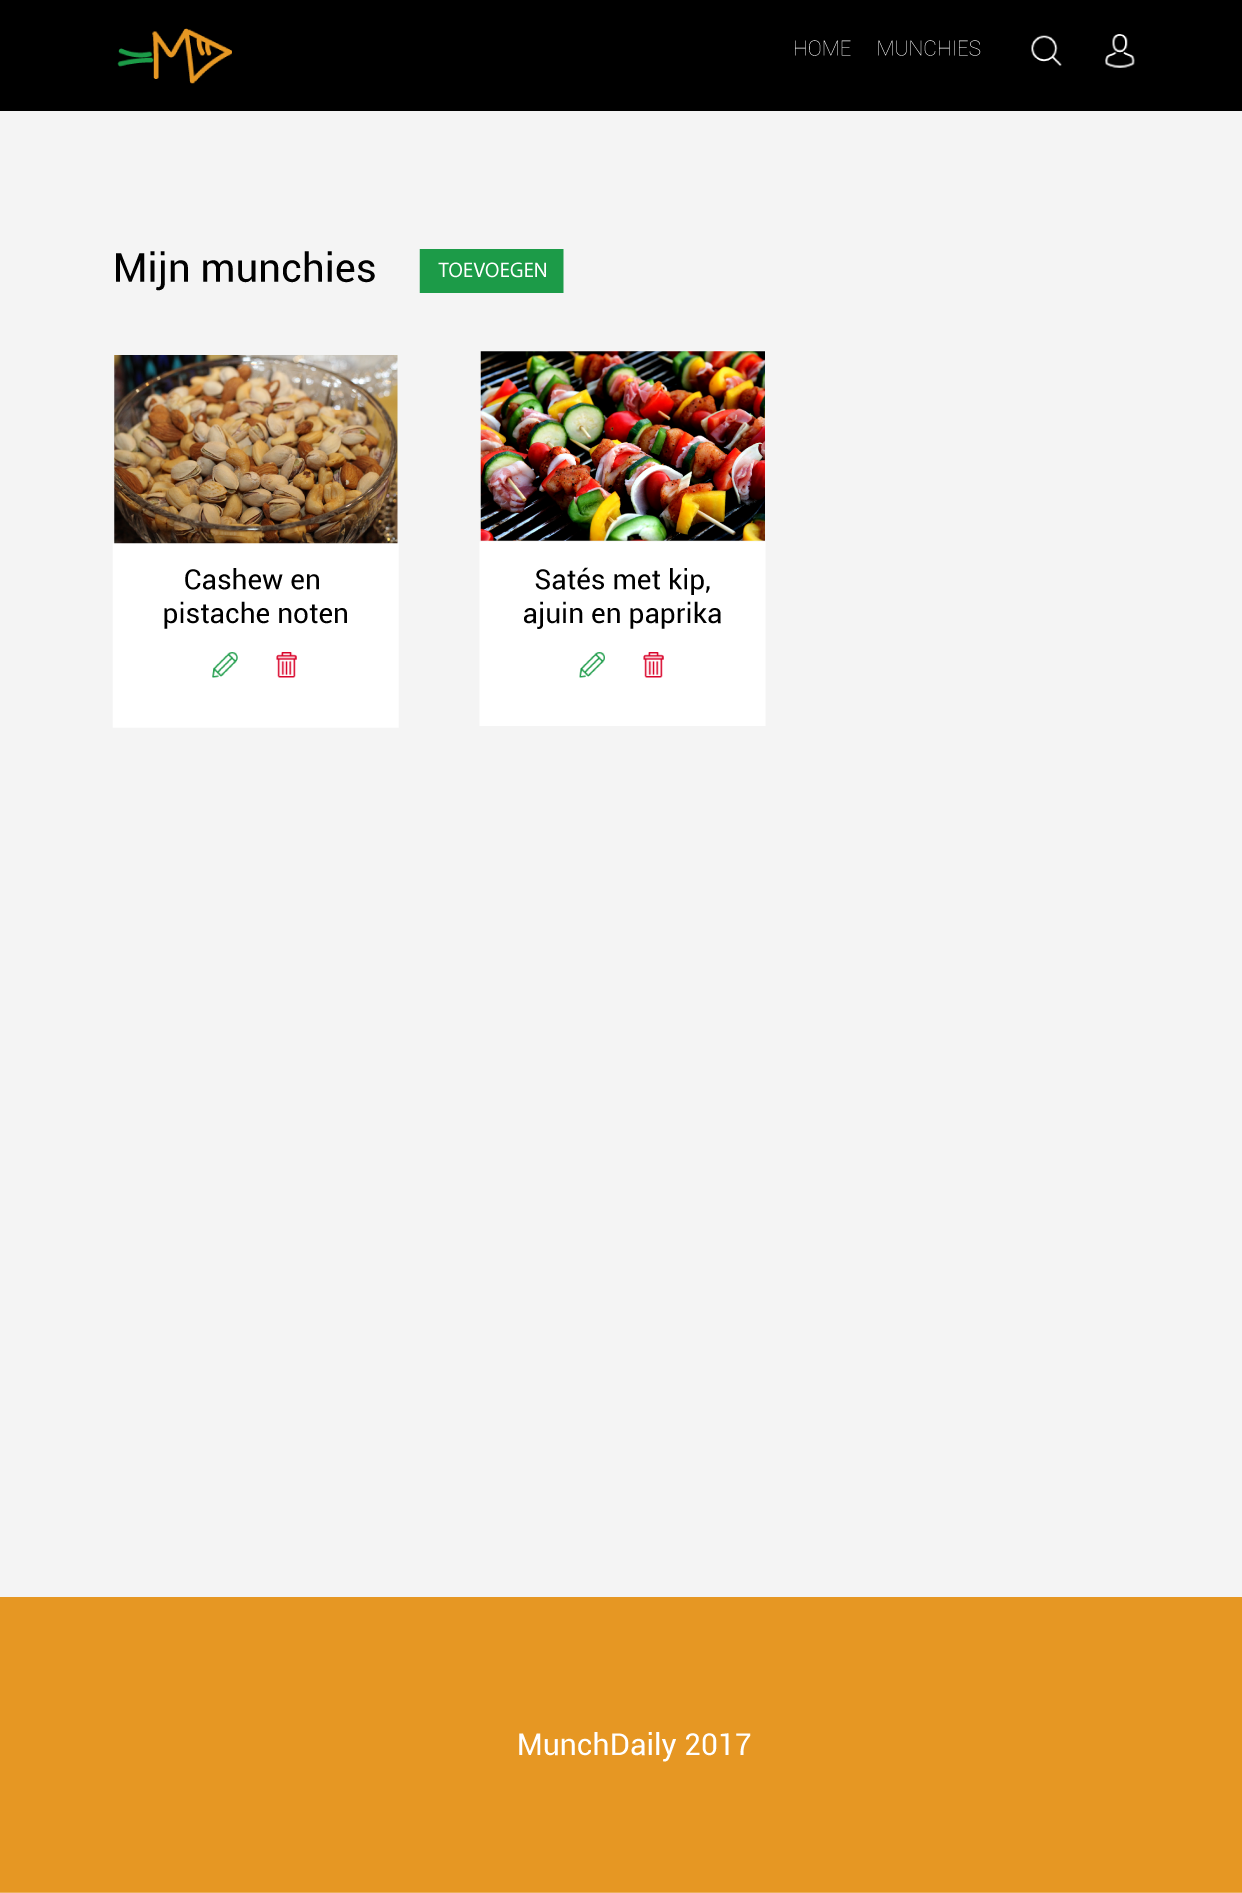 HOME MUNCHIES
Mijn munchies
TOEVOEGEN
Cashew en
pistache noten
Satés met kip,
ajuin en paprika
MunchDaily 2017